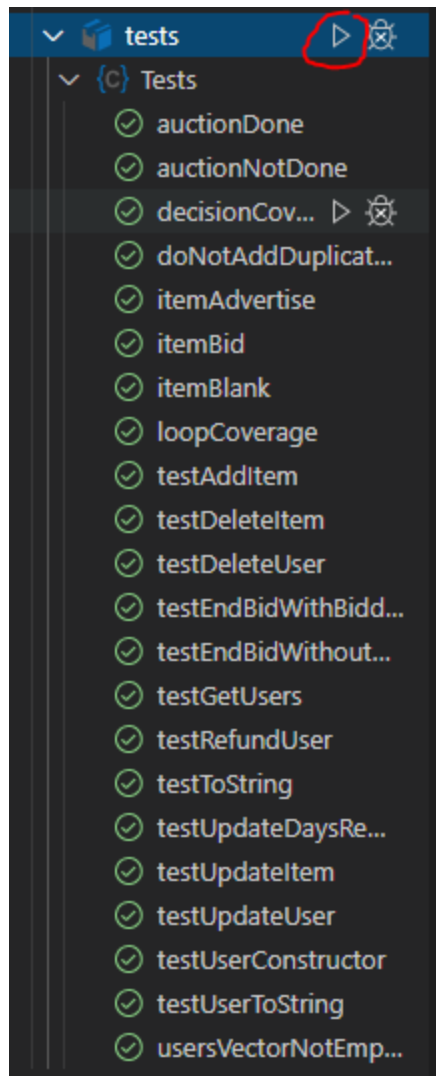 tests
{C} Tests
auctionDone
auctionNotDone
decisionCov...
doNotAddDuplicat...
itemAdvertise
itemBid
itemBlank
loopCoverage
testAddItem
testDeleteItem
testDeleteUser
testEndBidWithBidd...
testEndBidWithout...
testGetUsers
testRefundUser
testToString
testUpdateDaysRe...
testUpdateItem
testUpdateUser
testUserConstructor
testUserToString
usersVectorNotEmp...